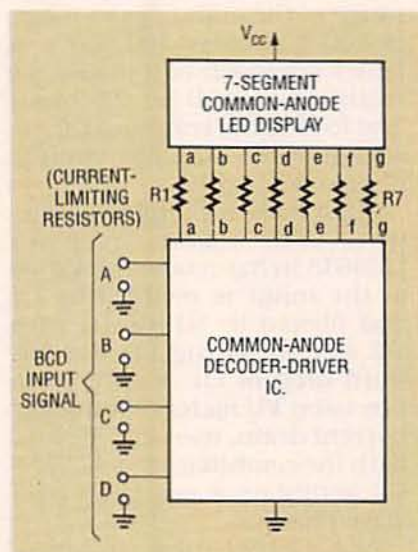 V_CC
7-SEGMENT
COMMON-ANODE
LED DISPLAY
a b c d e f g
(CURRENT-
LIMITING
RESISTORS)
R1
R7
a b c d e f g
A
B
BCD
INPUT
SIGNAL
C
D
COMMON-ANODE
DECODER-DRIVER
IC.